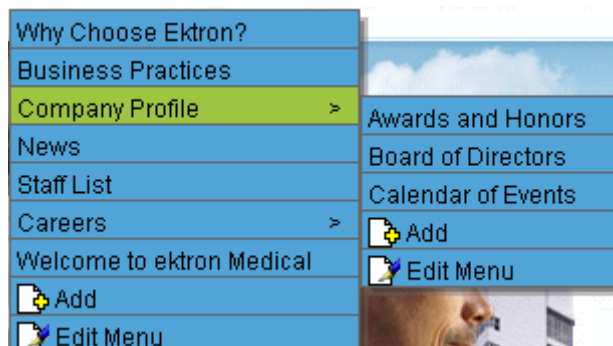 Why Choose Ektron?
Business Practices
Company Profile >
News
Staff List
Careers >
Welcome to ektron Medical
Add
Edit Menu
Awards and Honors
Board of Directors
Calendar of Events
Add
Edit Menu